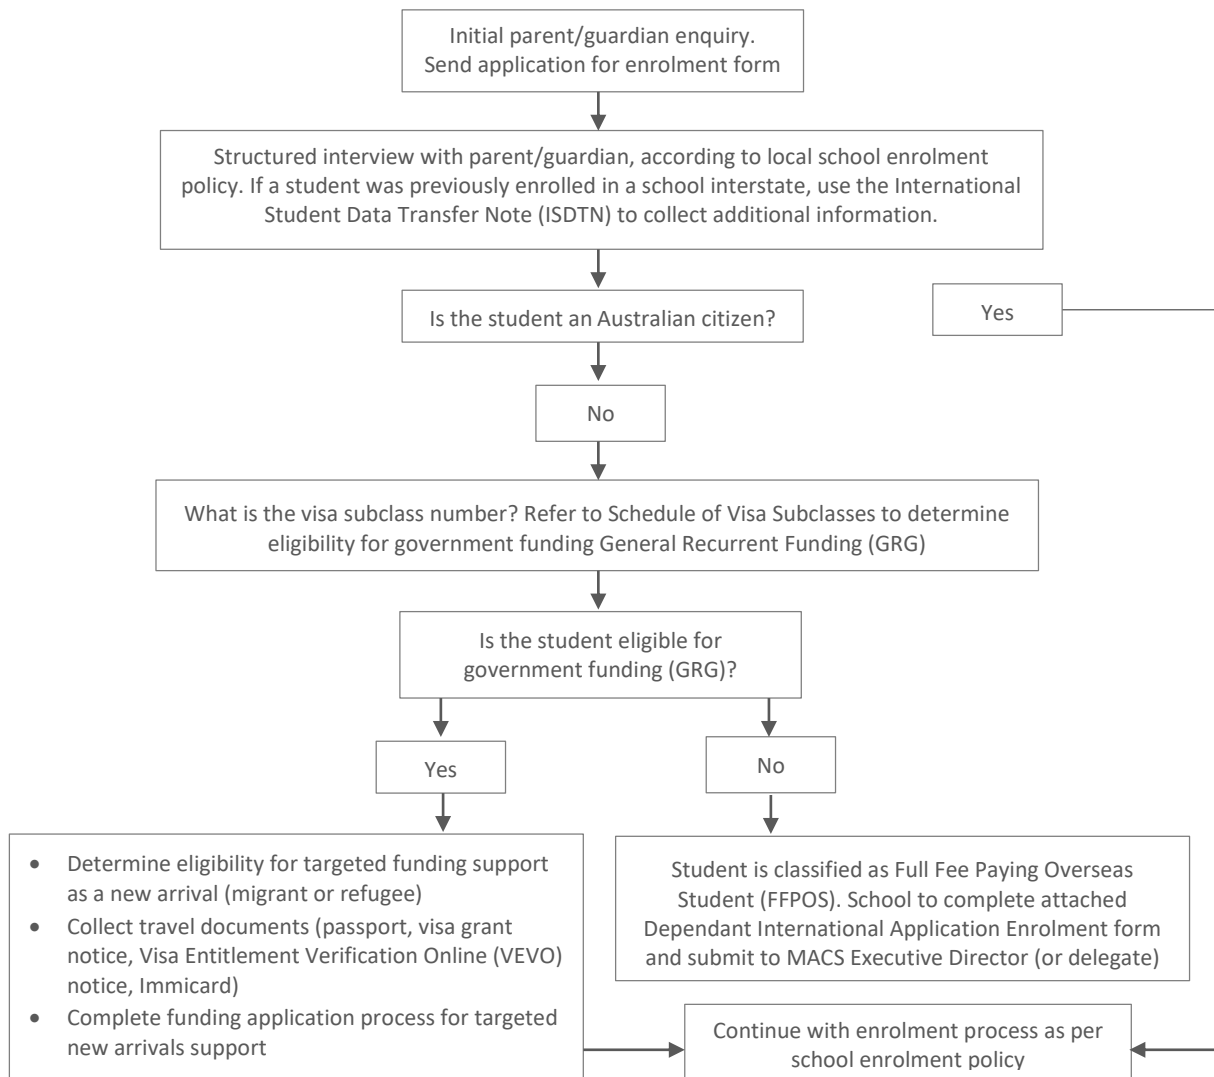 Initial parent/guardian enquiry.
Send application for enrolment form
Structured interview with parent/guardian, according to local school enrolment
policy. If a student was previously enrolled in a school interstate, use the International
Student Data Transfer Note (ISDTN) to collect additional information.
Is the student an Australian citizen?
Yes
No
What is the visa subclass number? Refer to Schedule of Visa Subclasses to determine
eligibility for government funding General Recurrent Funding (GRG)
Is the student eligible for
government funding (GRG)?
Yes
No
• Determine eligibility for targeted funding support
as a new arrival (migrant or refugee)
• Collect travel documents (passport, visa grant
notice, Visa Entitlement Verification Online (VEVO)
notice, Immicard)
• Complete funding application process for targeted
new arrivals support
Student is classified as Full Fee Paying Overseas
Student (FFPOS). School to complete attached
Dependant International Application Enrolment form
and submit to MACS Executive Director (or delegate)
Continue with enrolment process as per
school enrolment policy